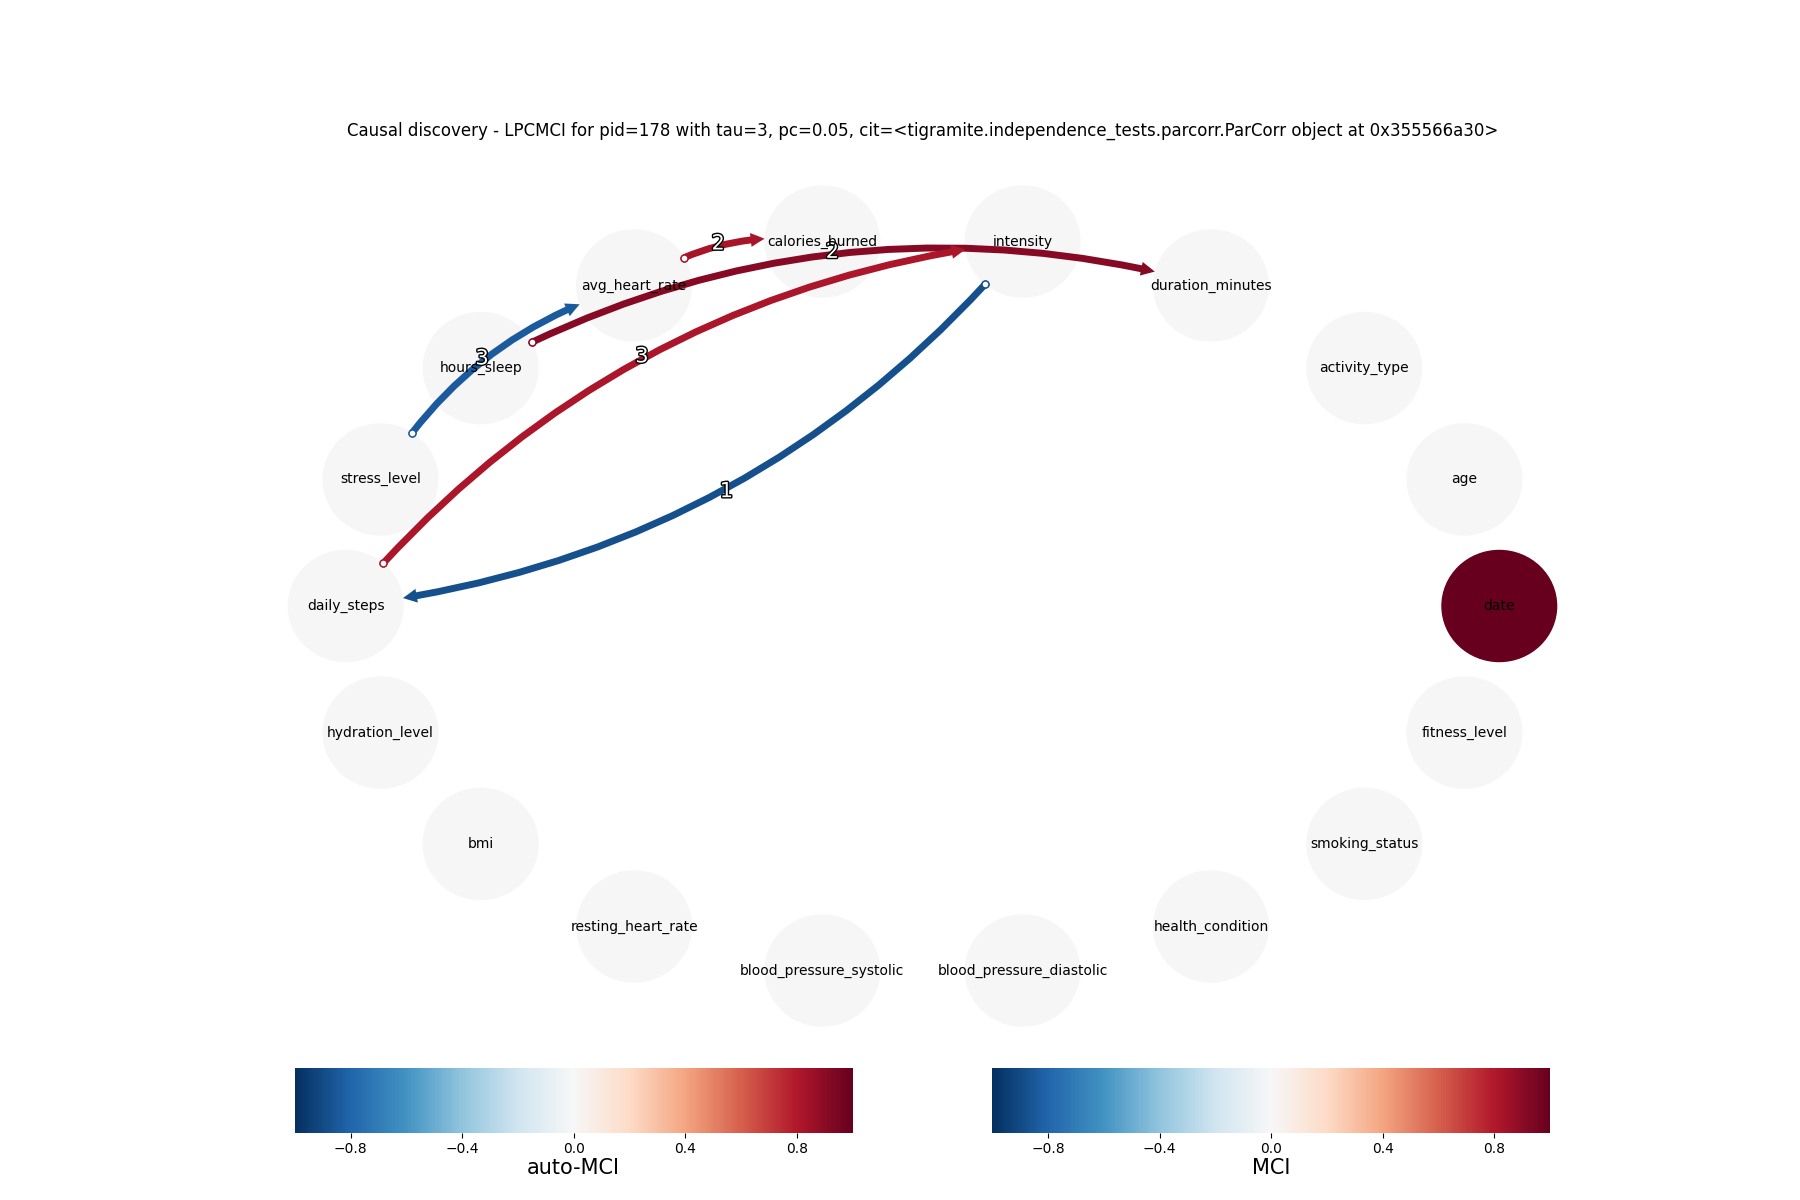 Causal discovery - LPCMCI for pid=178 with tau=3, pc=0.05, cit=<tigramite.independence_tests.parcorr.ParCorr object at 0x355566a30>
2
calories_burned
2
intensity
avg_heart_rate
duration_minutes
3
hours_sleep
3
activity_type
stress_level
age
1
daily_steps
date
hydration_level
fitness_level
bmi
smoking_status
resting_heart_rate
health_condition
blood_pressure_systolic
blood_pressure_diastolic
−0.8 −0.4 0.0 0.4 0.8
auto-MCI
−0.8 −0.4 0.0 0.4 0.8
MCI